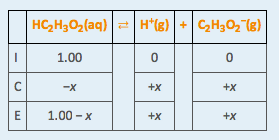 HC₂H₃O₂(aq) ⇄ H⁺(g) + C₂H₃O₂⁻(g)
I 1.00 0 0
C -x +x +x
E 1.00 - x +x +x